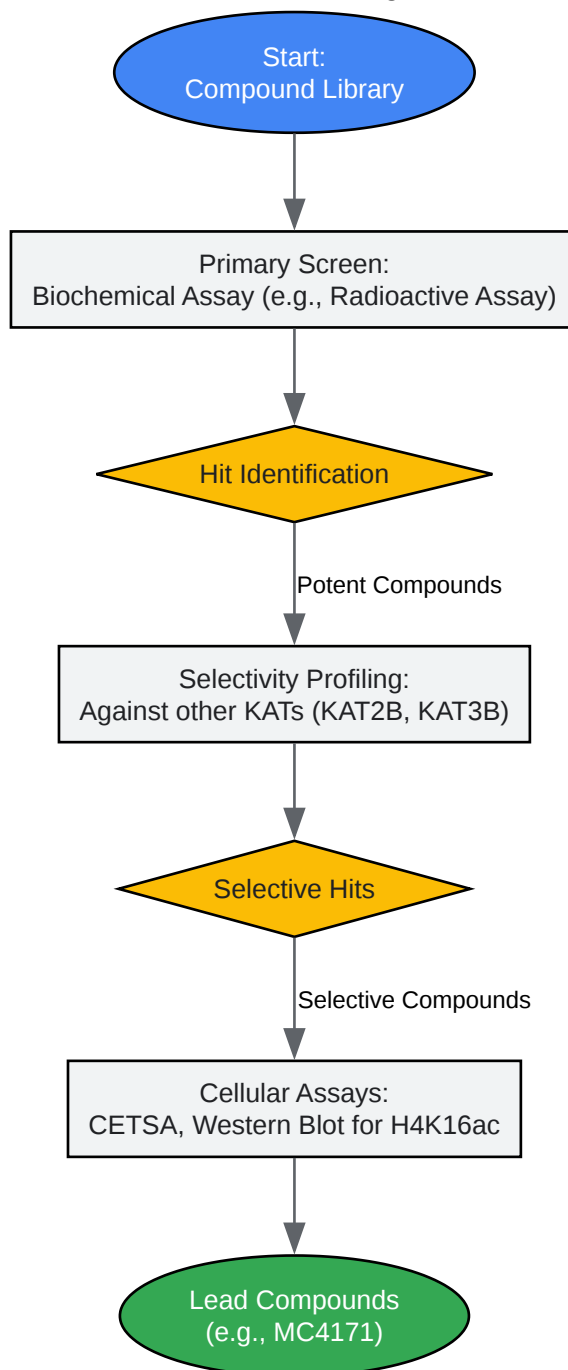 Start:
Compound Library
Primary Screen:
Biochemical Assay (e.g., Radioactive Assay)
Hit Identification
Potent Compounds
Selectivity Profiling:
Against other KATs (KAT2B, KAT3B)
Selective Hits
Selective Compounds
Cellular Assays:
CETSA, Western Blot for H4K16ac
Lead Compounds
(e.g., MC4171)